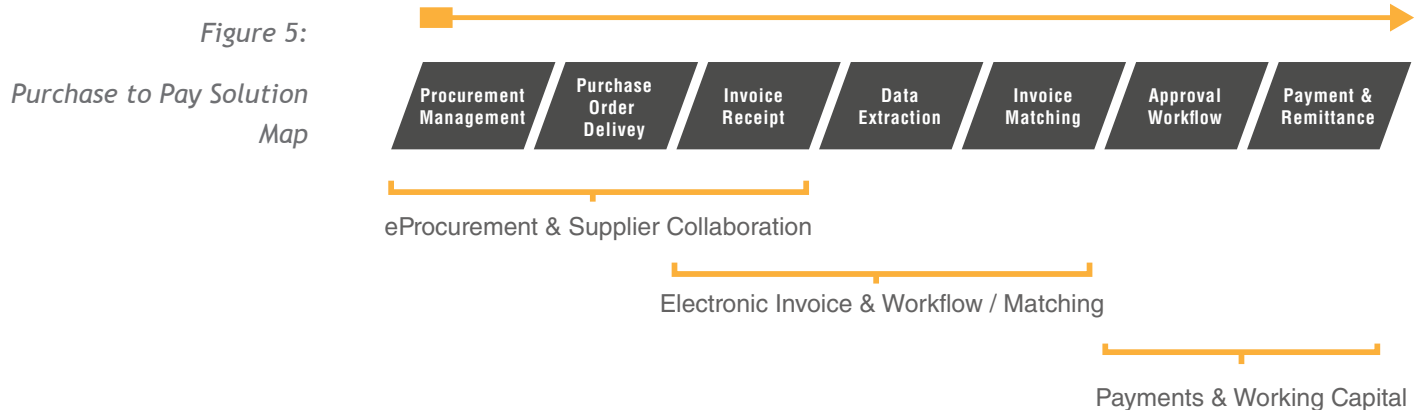 Figure 5:
Purchase to Pay Solution
Map
Procurement
Management
Purchase
Order
Delivey
Invoice
Receipt
Data
Extraction
Invoice
Matching
Approval
Workflow
Payment &
Remittance
eProcurement & Supplier Collaboration
Electronic Invoice & Workflow / Matching
Payments & Working Capital